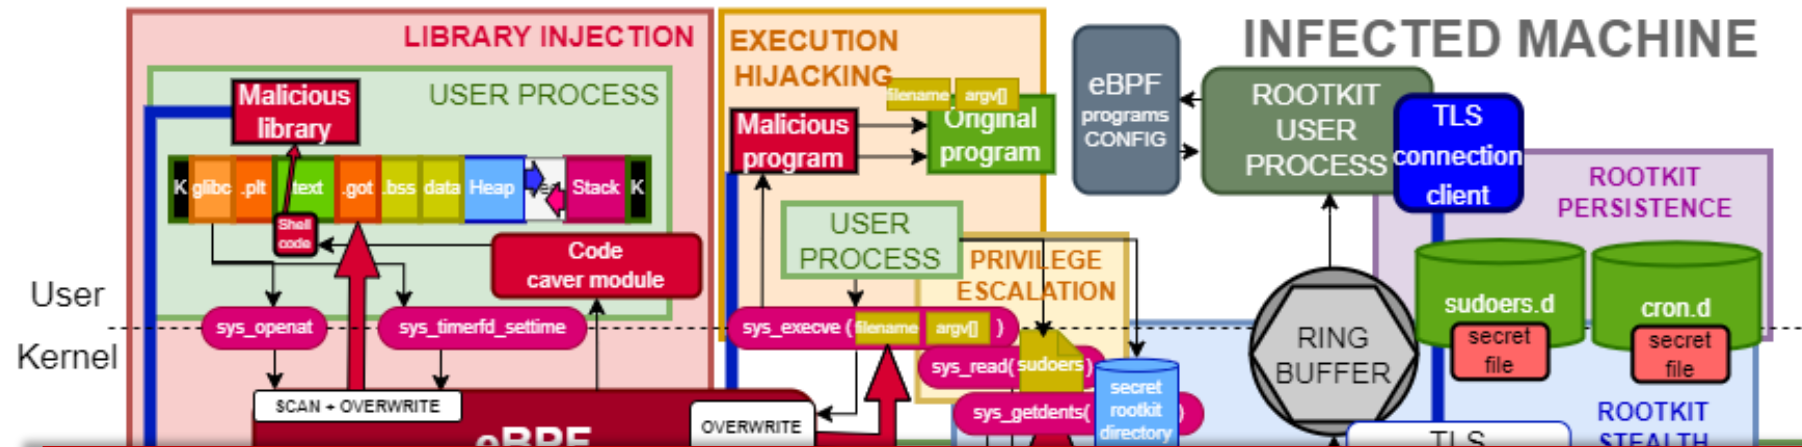 LIBRARY INJECTION
USER PROCESS
Malicious
library
K glibc .plt .text .got .bss data Heap Stack K
Shell
code
Code
caver module
User
Kernel
sys_openat
sys_timerfd_settime
SCAN + OVERWRITE
eBPF
OVERWRITE
EXECUTION
HIJACKING
filename argv[]
Malicious
program
Original
program
USER
PROCESS
sys_execve ( filename argv[] )
PRIVILEGE
ESCALATION
sys_read( sudoers )
sys_getdents( )
secret
rootkit
directory
INFECTED MACHINE
eBPF
programs
CONFIG
ROOTKIT
USER
PROCESS
TLS
connection
client
ROOTKIT
PERSISTENCE
sudoers.d
secret
file
cron.d
secret
file
RING
BUFFER
ROOTKIT
STEALTH
TLS